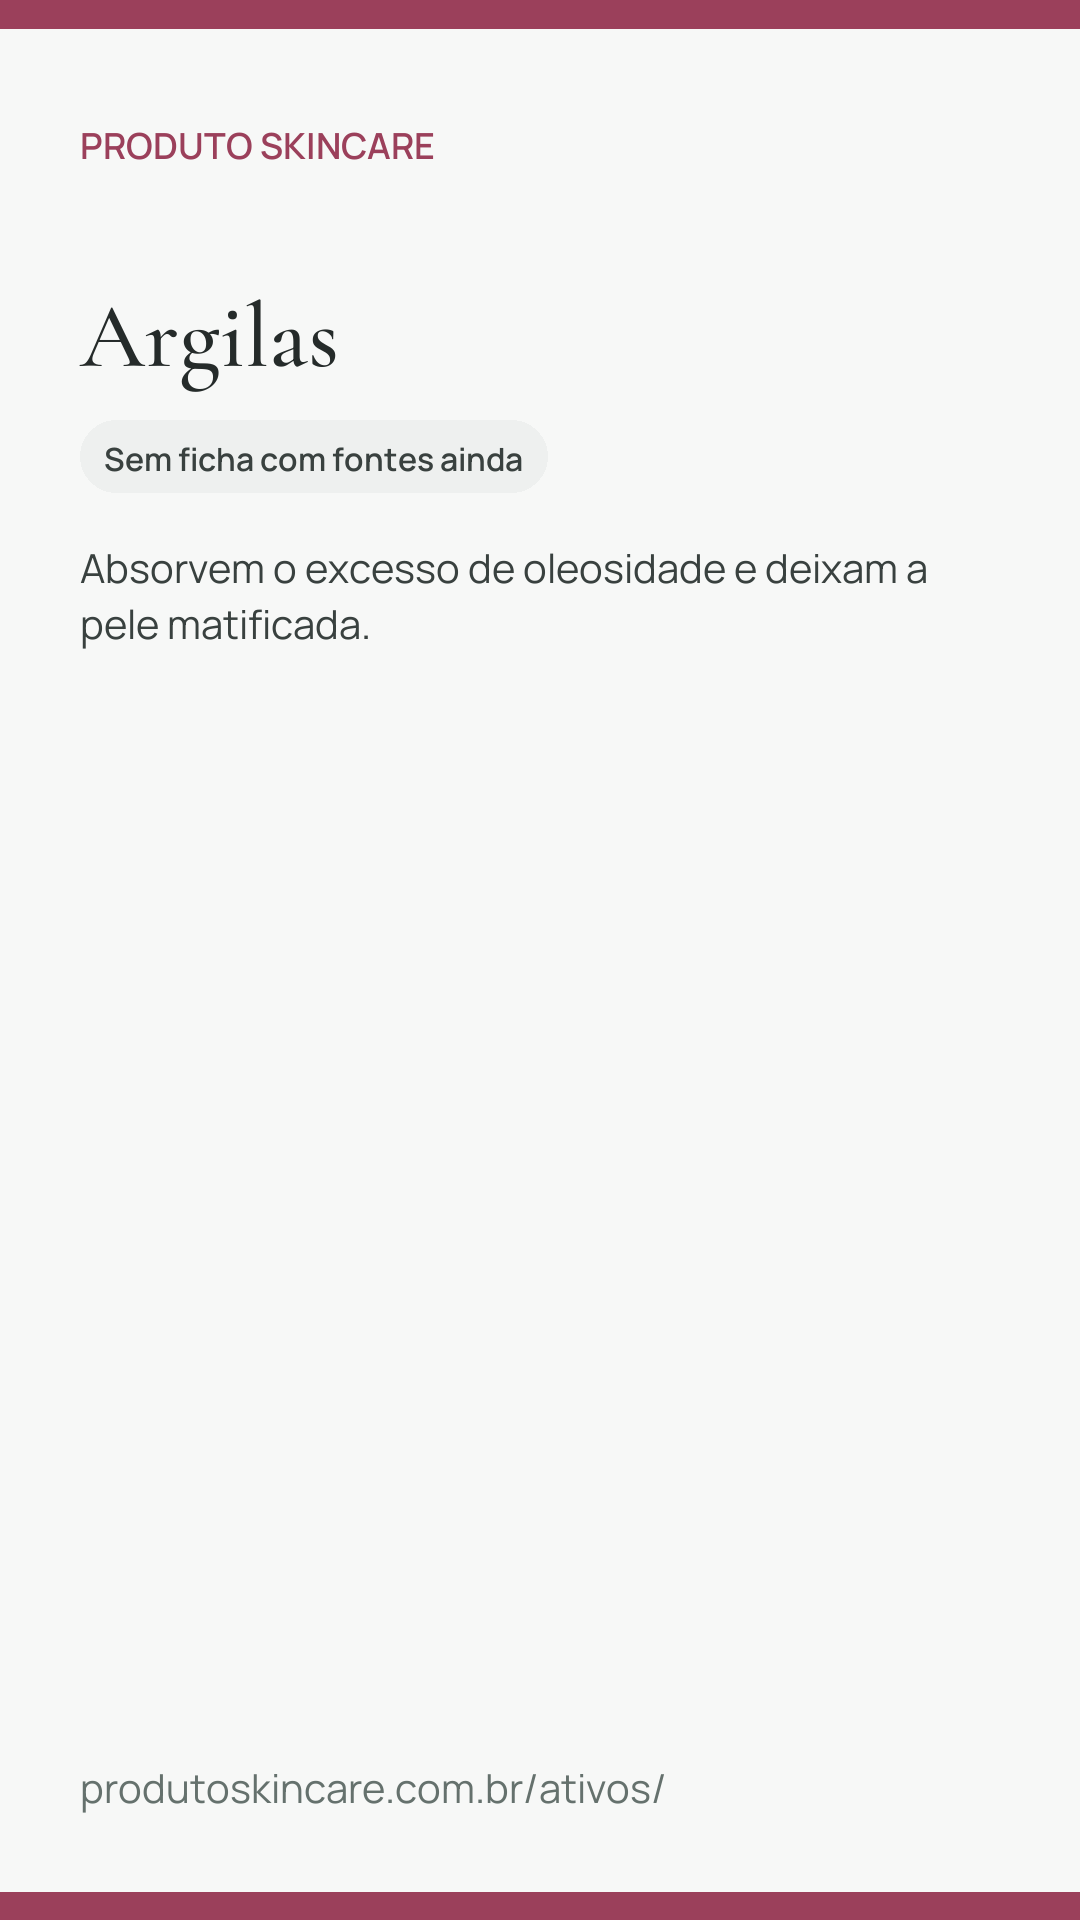 PRODUTO SKINCARE
Argilas
Sem ficha com fontes ainda
Absorvem o excesso de oleosidade e deixam a
pele matificada.
produtoskincare.com.br/ativos/